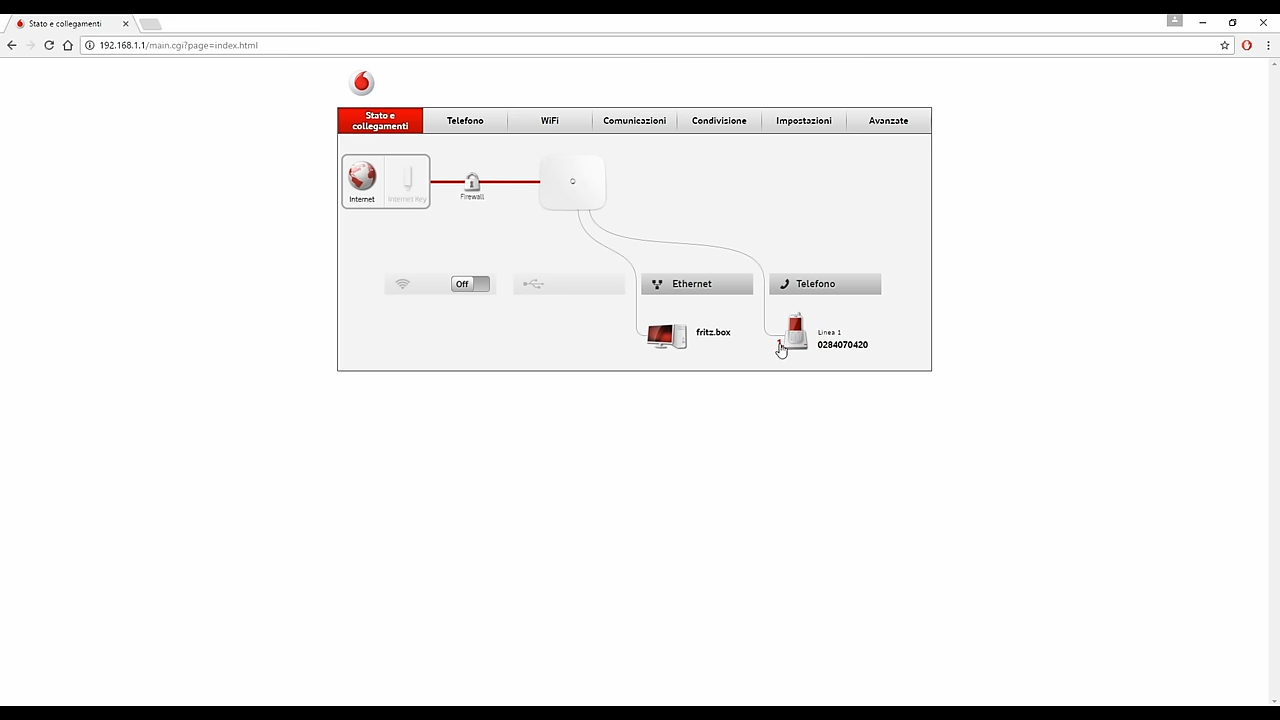 Stato e collegamenti
192.168.1.1/main.cgi?page=index.html
Stato e
collegamenti
Telefono
WiFi
Comunicazioni
Condivisione
Impostazioni
Avanzate
Internet
Internet Key
Firewall
Off
Ethernet
Telefono
fritz.box
1
Linea 1
0284070420